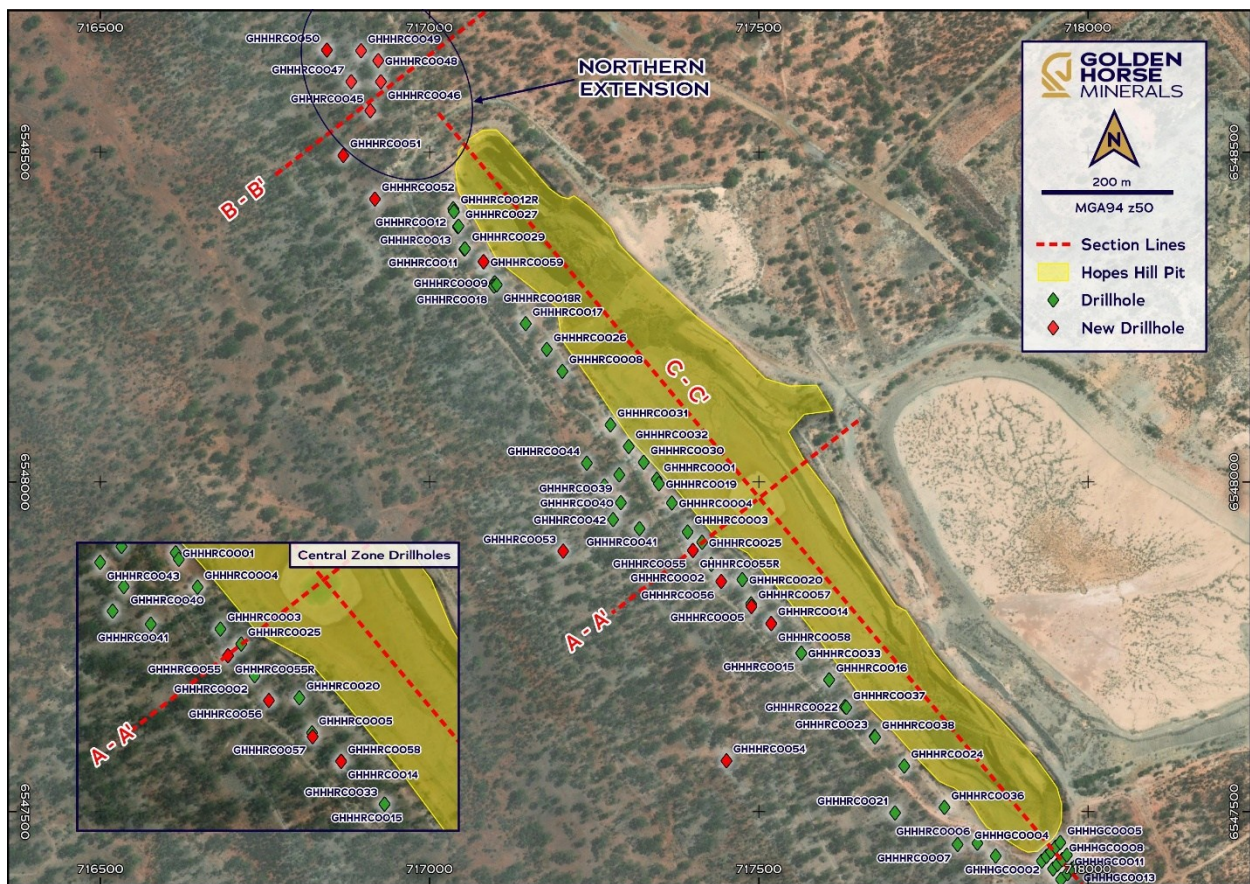 716500
717000
717500
718000
GHHHRC0050
GHHHRC0049
GHHHRC0048
GHHHRC0047
GHHHRC0046
GHHHRC0045
NORTHERN
EXTENSION
GOLDEN
HORSE
MINERALS
N
200 m
MGA94 z50
Section Lines
Hopes Hill Pit
Drillhole
New Drillhole
6548500
6548500
GHHHRC0051
B - B'
GHHHRC0052
GHHHRC0012R
GHHHRC0027
GHHHRC0012
GHHHRC0013
GHHHRC0029
GHHHRC0011
GHHHRC0059
GHHHRC0009
GHHHRC0018
GHHHRC0018R
GHHHRC0017
GHHHRC0026
GHHHRC0008
C - C'
GHHHRC0031
GHHHRC0032
GHHHRC0044
GHHHRC0030
GHHHRC0001
GHHHRC0039
GHHHRC0019
6548000
6548000
GHHHRC0040
GHHHRC0004
GHHHRC0042
GHHHRC0003
GHHHRC0053
GHHHRC0041
GHHHRC0025
GHHHRC0055
GHHHRC0055R
GHHHRC0002
GHHHRC0020
GHHHRC0056
GHHHRC0057
GHHHRC0005
GHHHRC0014
A - A'
GHHHRC0058
GHHHRC0033
GHHHRC0015
GHHHRC0016
GHHHRC0037
GHHHRC0022
GHHHRC0023
GHHHRC0038
GHHHRC0054
GHHHRC0024
GHHHRC0021
GHHHRC0036
GHHHRC0006
GHHHGC0004
GHHHGC0005
GHHHRC0007
GHHHGC0008
GHHHGC0002
GHHHGC0011
GHHHGC0013
6547500
6547500
Central Zone Drillholes
GHHHRC0001
GHHHRC0043
GHHHRC0004
GHHHRC0040
GHHHRC0003
GHHHRC0041
GHHHRC0025
GHHHRC0055
GHHHRC0055R
GHHHRC0002
GHHHRC0020
GHHHRC0056
GHHHRC0005
A - A'
GHHHRC0057
GHHHRC0058
GHHHRC0014
GHHHRC0033
GHHHRC0015
716500
717000
717500
718000